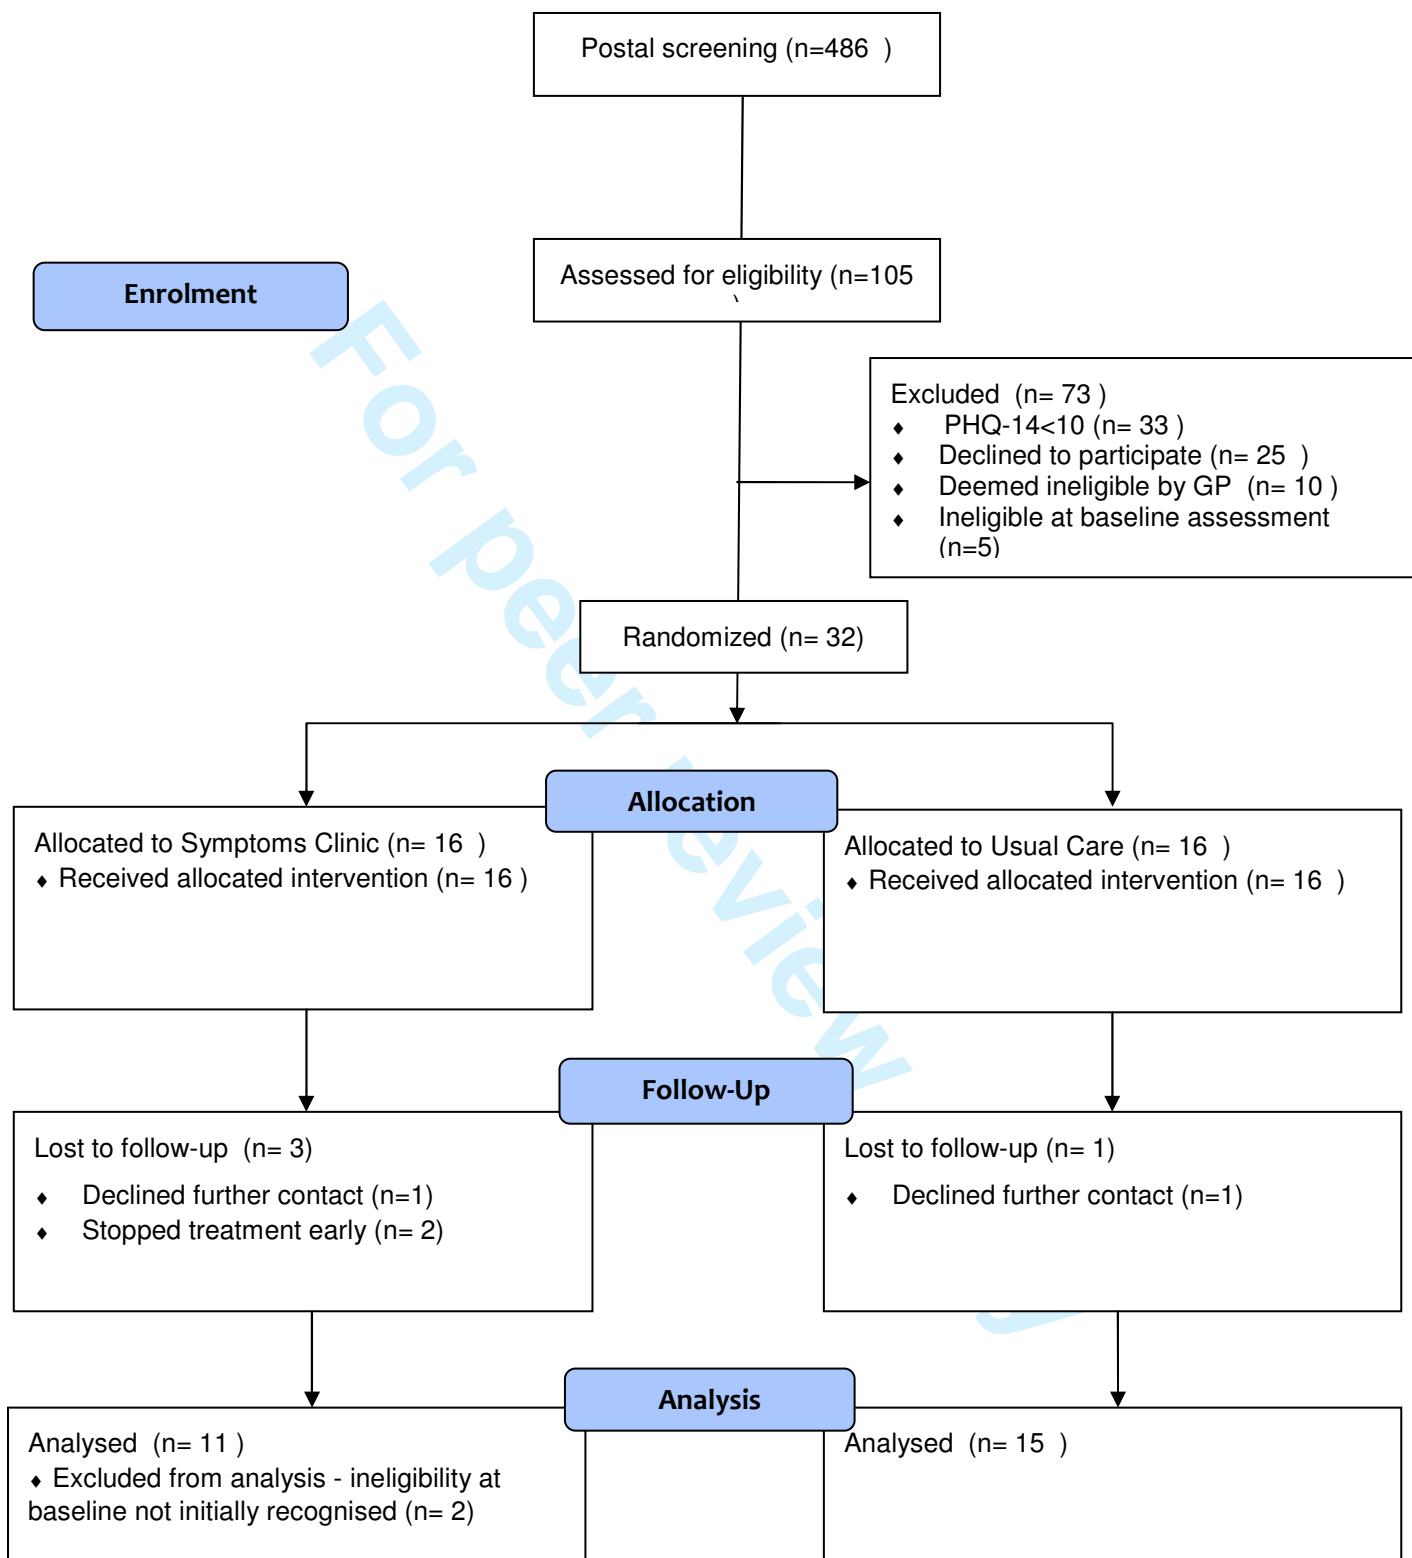 Postal screening (n=486  )
Assessed for eligibility (n=105
)
Enrolment
Excluded  (n= 73 )
♦ PHQ-14<10 (n= 33 )
♦ Declined to participate (n= 25  )
♦ Deemed ineligible by GP  (n= 10 )
♦ Ineligible at baseline assessment
(n=5)
Randomized (n= 32)
Allocation
Allocated to Symptoms Clinic (n= 16  )
♦ Received allocated intervention (n= 16 )
Allocated to Usual Care (n= 16  )
♦ Received allocated intervention (n= 16  )
Follow-Up
Lost to follow-up  (n= 3)
♦ Declined further contact (n=1)
♦ Stopped treatment early (n= 2)
Lost to follow-up (n= 1)
♦ Declined further contact (n=1)
Analysis
Analysed  (n= 11 )
♦ Excluded from analysis - ineligibility at
baseline not initially recognised (n= 2)
Analysed  (n= 15  )
For peer review